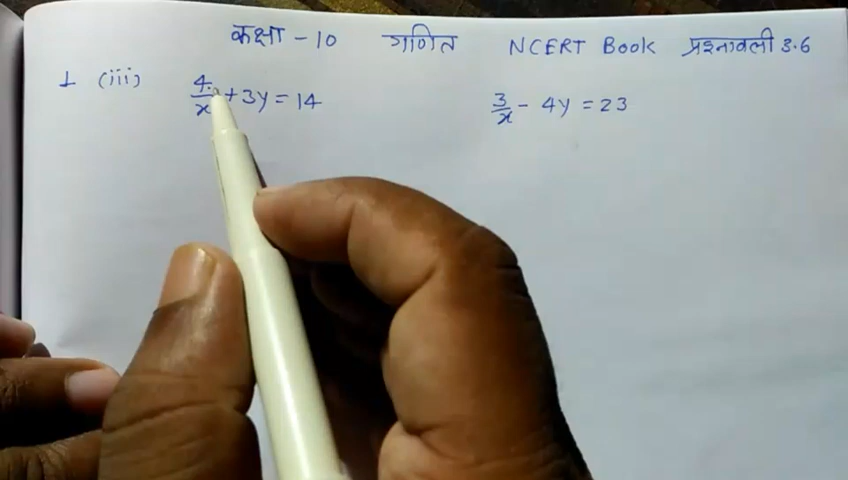 कक्षा - 10 गणित NCERT Book प्रश्नावली 3.6
1 (iii) 4/x + 3y = 14 3/x - 4y = 23